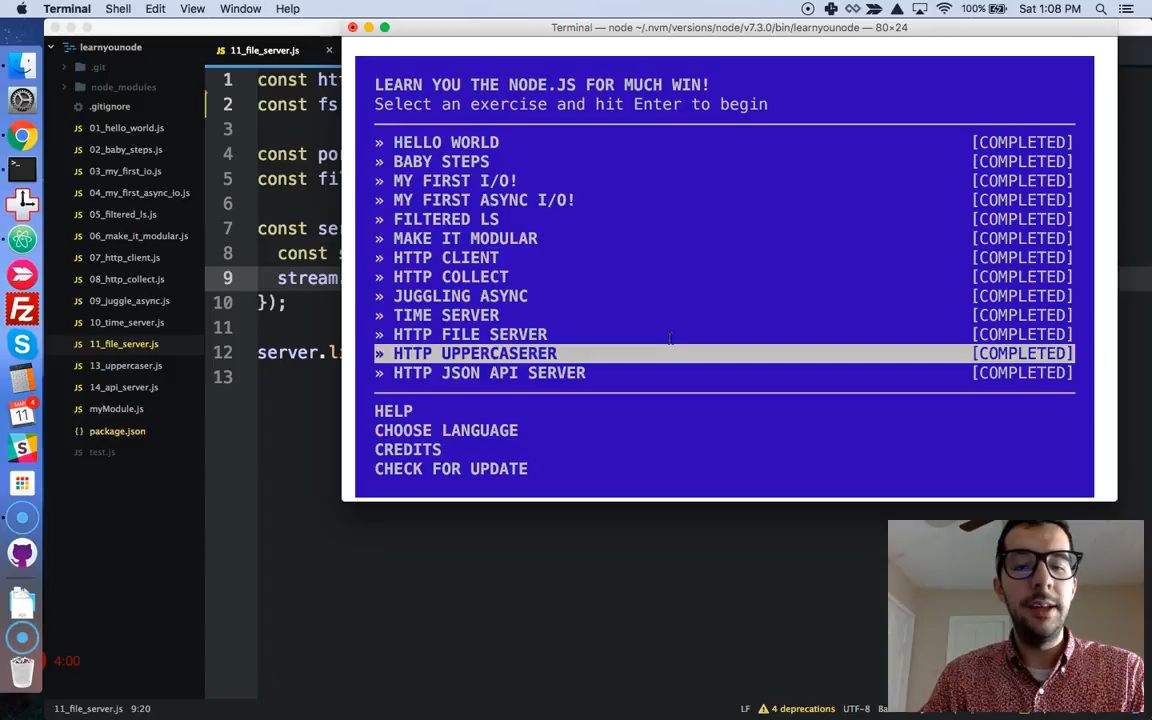 Terminal Shell Edit View Window Help 100% Sat 1:08 PM
learnyounode
.git
node_modules
.gitignore
01_hello_world.js
02_baby_steps.js
03_my_first_io.js
04_my_first_async_io.js
05_filtered_ls.js
06_make_it_modular.js
07_http_client.js
08_http_collect.js
09_juggle_async.js
10_time_server.js
11_file_server.js
13_uppercaser.js
14_api_server.js
myModule.js
package.json
test.js
11_file_server.js
1 const ht
2 const fs
3
4 const po
5 const fi
6
7 const se
8 const s
9 stream
10 });
11
12 server.li
13
Terminal — node ~/.nvm/versions/node/v7.3.0/bin/learnyounode — 80×24
LEARN YOU THE NODE.JS FOR MUCH WIN!
Select an exercise and hit Enter to begin
» HELLO WORLD [COMPLETED]
» BABY STEPS [COMPLETED]
» MY FIRST I/O! [COMPLETED]
» MY FIRST ASYNC I/O! [COMPLETED]
» FILTERED LS [COMPLETED]
» MAKE IT MODULAR [COMPLETED]
» HTTP CLIENT [COMPLETED]
» HTTP COLLECT [COMPLETED]
» JUGGLING ASYNC [COMPLETED]
» TIME SERVER [COMPLETED]
» HTTP FILE SERVER [COMPLETED]
» HTTP UPPERCASERER [COMPLETED]
» HTTP JSON API SERVER [COMPLETED]
HELP
CHOOSE LANGUAGE
CREDITS
CHECK FOR UPDATE
4:00
11_file_server.js 9:20
LF 4 deprecations UTF-8